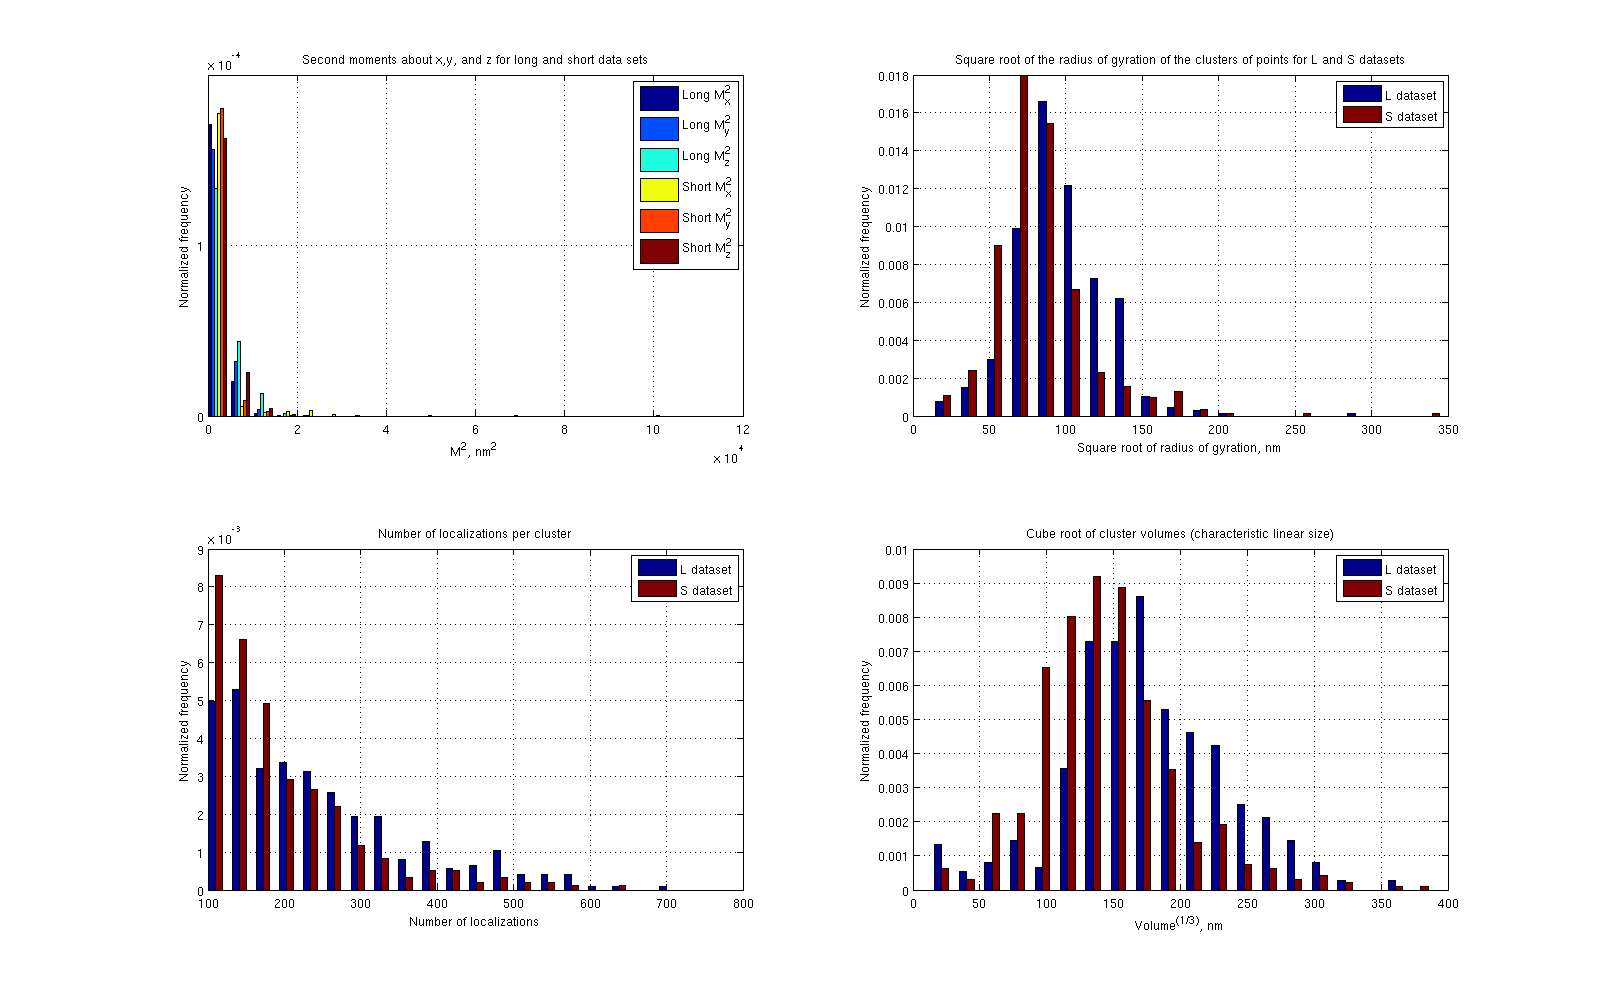 Second moments about x,y, and z for long and short data sets
x 10^-4
Normalized frequency
1
0
0 2 4 6 8 10 12
M^2, nm^2
x 10^4
Long M_x^2
Long M_y^2
Long M_z^2
Short M_x^2
Short M_y^2
Short M_z^2
Square root of the radius of gyration of the clusters of points for L and S datasets
Normalized frequency
0.018
0.016
0.014
0.012
0.01
0.008
0.006
0.004
0.002
0
0 50 100 150 200 250 300 350
Square root of radius of gyration, nm
L dataset
S dataset
Number of localizations per cluster
x 10^-3
Normalized frequency
9
8
7
6
5
4
3
2
1
0
100 200 300 400 500 600 700 800
Number of localizations
L dataset
S dataset
Cube root of cluster volumes (characteristic linear size)
Normalized frequency
0.01
0.009
0.008
0.007
0.006
0.005
0.004
0.003
0.002
0.001
0
0 50 100 150 200 250 300 350 400
Volume^(1/3), nm
L dataset
S dataset